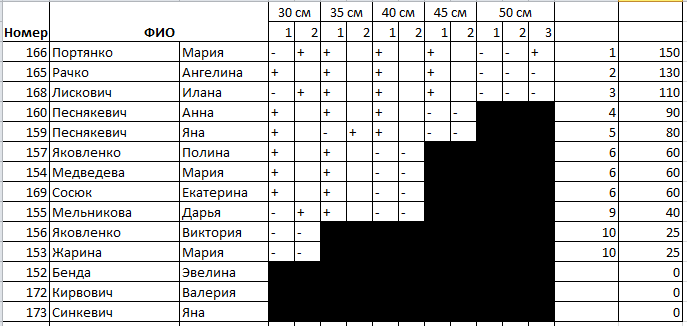 30 см 35 см 40 см 45 см 50 см
Номер ФИО 1 2 1 2 1 2 1 2 1 2 3
166 Портянко Мария - + + + + - - + 1 150
165 Рачко Ангелина + + + + - - - 2 130
168 Лискович Илана - + + + + - - - 3 110
160 Песнякевич Анна + + + - - 4 90
159 Песнякевич Яна + - + + - - 5 80
157 Яковленко Полина + + - - 6 60
154 Медведева Мария + + - - 6 60
169 Сосюк Екатерина + + - - 6 60
155 Мельникова Дарья - + + - - 9 40
156 Яковленко Виктория - - 10 25
153 Жарина Мария - - 10 25
152 Бенда Эвелина 0
172 Кирвович Валерия 0
173 Синкевич Яна 0